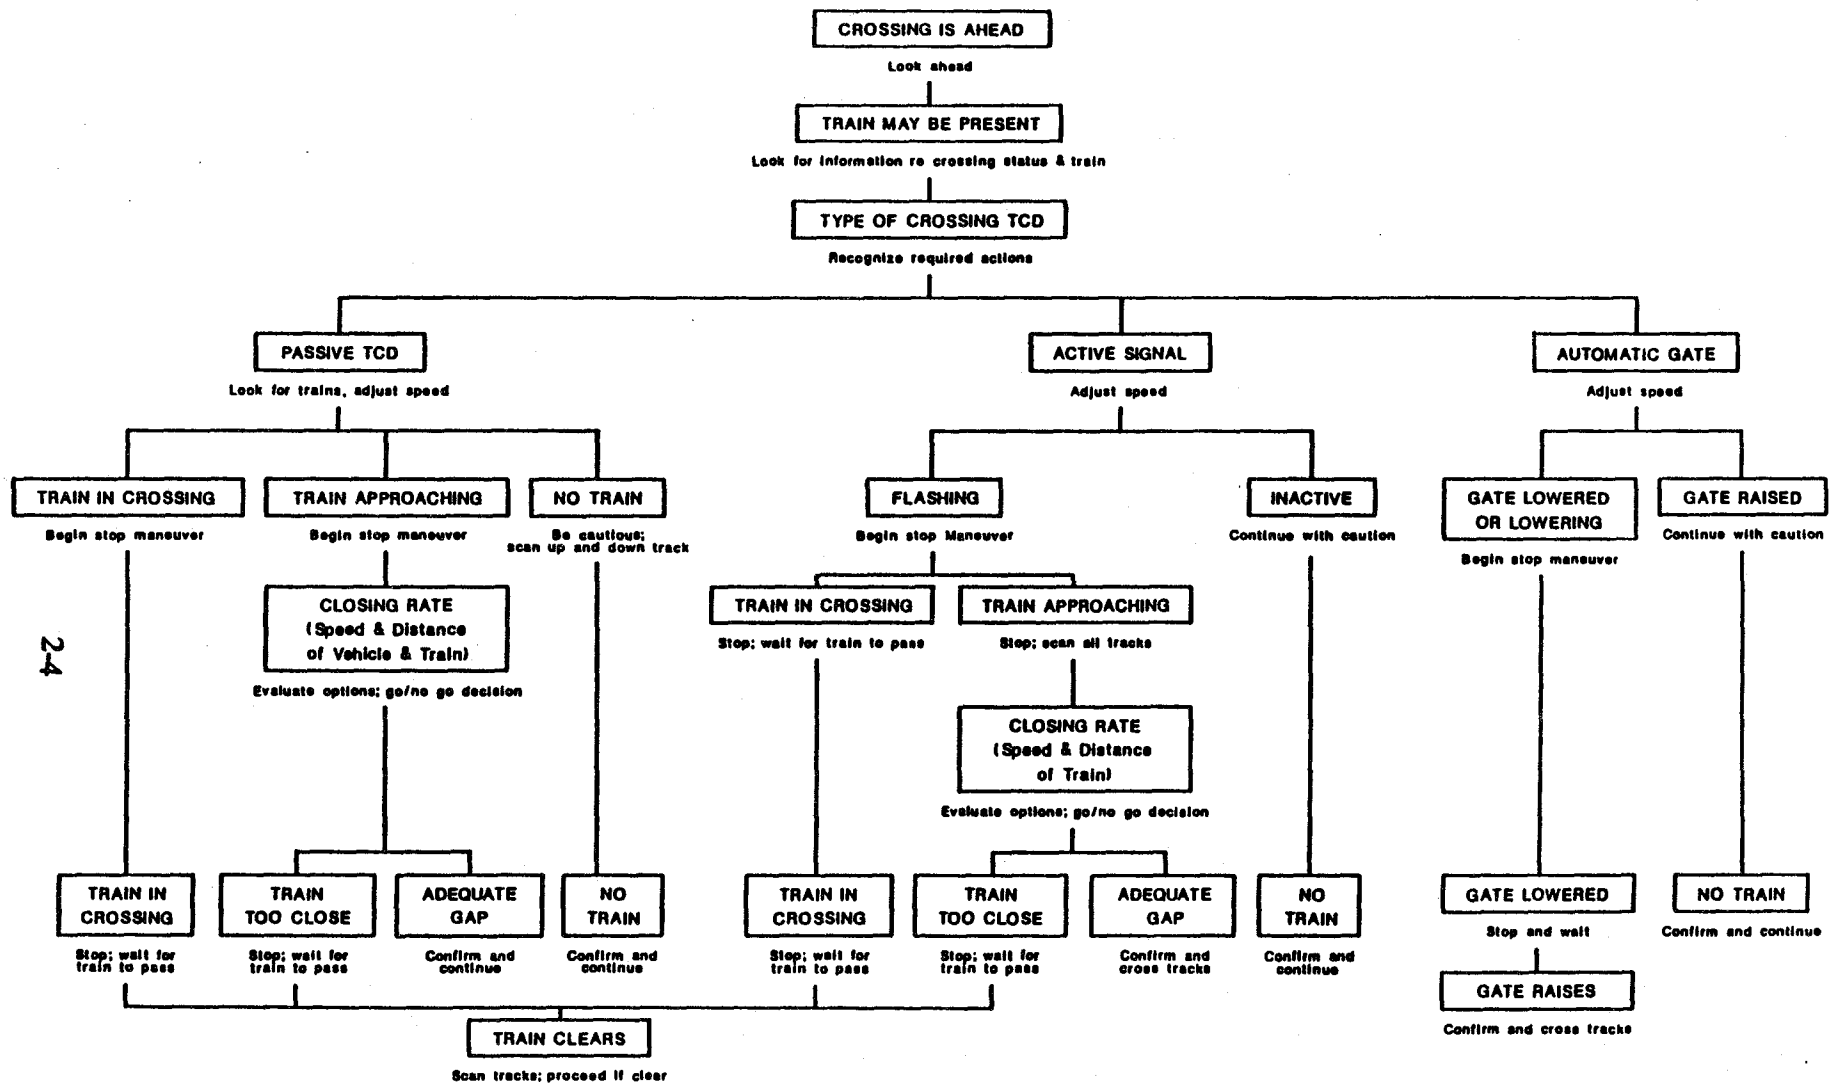 CROSSING IS AHEAD
Look ahead
TRAIN MAY BE PRESENT
Look for information re crossing status & train
TYPE OF CROSSING TCD
Recognize required actions
PASSIVE TCD
Look for trains, adjust speed
ACTIVE SIGNAL
Adjust speed
AUTOMATIC GATE
Adjust speed
TRAIN IN CROSSING
Begin stop maneuver
TRAIN APPROACHING
Begin stop maneuver
NO TRAIN
Be cautious;
scan up and down track
FLASHING
Begin stop Maneuver
INACTIVE
Continue with caution
GATE LOWERED
OR LOWERING
Begin stop maneuver
GATE RAISED
Continue with caution
CLOSING RATE
(Speed & Distance
of Vehicle & Train)
Evaluate options; go/no go decision
TRAIN IN CROSSING
Stop; wait for train to pass
TRAIN APPROACHING
Stop; scan all tracks
2-4
CLOSING RATE
(Speed & Distance
of Train)
Evaluate options; go/no go decision
TRAIN IN
CROSSING
Stop; wait for
train to pass
TRAIN
TOO CLOSE
Stop; wait for
train to pass
ADEQUATE
GAP
Confirm and
continue
NO
TRAIN
Confirm and
continue
TRAIN IN
CROSSING
Stop; wait for
train to pass
TRAIN
TOO CLOSE
Stop; wait for
train to pass
ADEQUATE
GAP
Confirm and
cross tracks
NO
TRAIN
Confirm and
continue
GATE LOWERED
Stop and wait
NO TRAIN
Confirm and continue
GATE RAISES
Confirm and cross tracks
TRAIN CLEARS
Scan tracks; proceed if clear